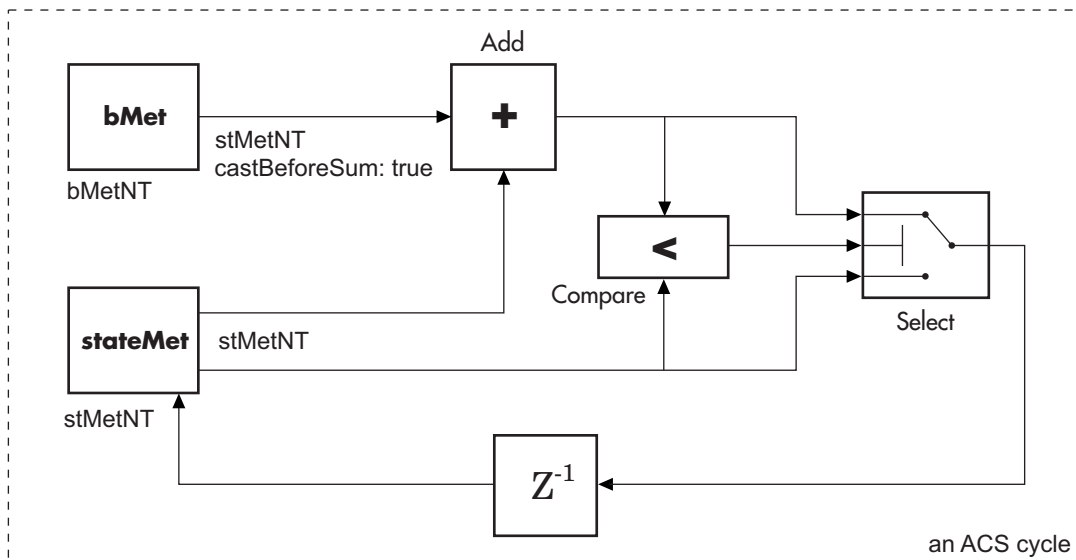 Add
bMet
+
stMetNT
castBeforeSum: true
bMetNT
<
Compare
Select
stateMet
stMetNT
stMetNT
Z⁻¹
an ACS cycle